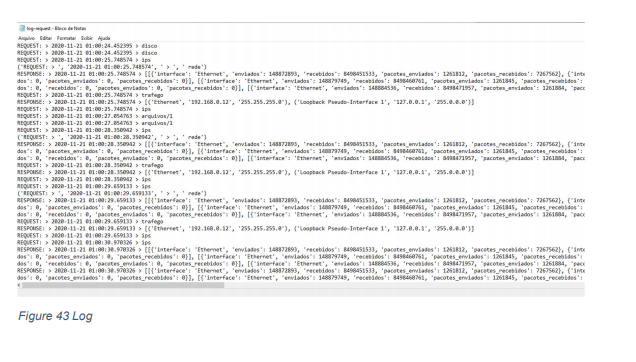 log-request - Bloco de Notas
Arquivo Editar Formatar Exibir Ajuda
REQUEST: > 2020-11-21 01:00:24.452395 > disco
REQUEST: > 2020-11-21 01:00:24.452395 > disco
REQUEST: > 2020-11-21 01:00:25.748574 > ips
('REQUEST: > ', '2020-11-21 01:00:25.748574', ' > ', ' rede')
RESPONSE: > 2020-11-21 01:00:25.748574 > [[{'interface': 'Ethernet', 'enviados': 148872893, 'recebidos': 8498451533, 'pacotes_enviados': 1261812, 'pacotes_recebidos': 7267562}, {'inte
dos': 0, 'pacotes_enviados': 0, 'pacotes_recebidos': 0}], [{'interface': 'Ethernet', 'enviados': 148879749, 'recebidos': 8498460761, 'pacotes_enviados': 1261845, 'pacotes_recebidos':
dos': 0, 'recebidos': 0, 'pacotes_enviados': 0, 'pacotes_recebidos': 0}], [{'interface': 'Ethernet', 'enviados': 148884536, 'recebidos': 8498471957, 'pacotes_enviados': 1261884, 'pacc
REQUEST: > 2020-11-21 01:00:25.748574 > trafego
RESPONSE: > 2020-11-21 01:00:25.748574 > [('Ethernet', '192.168.0.12', '255.255.255.0'), ('Loopback Pseudo-Interface 1', '127.0.0.1', '255.0.0.0')]
REQUEST: > 2020-11-21 01:00:25.748574 > ips
REQUEST: > 2020-11-21 01:00:27.054763 > arquivos/1
REQUEST: > 2020-11-21 01:00:27.054763 > arquivos/1
REQUEST: > 2020-11-21 01:00:28.350942 > ips
('REQUEST: > ', '2020-11-21 01:00:28.350942', ' > ', ' rede')
RESPONSE: > 2020-11-21 01:00:28.350942 > [[{'interface': 'Ethernet', 'enviados': 148872893, 'recebidos': 8498451533, 'pacotes_enviados': 1261812, 'pacotes_recebidos': 7267562}, {'inte
dos': 0, 'pacotes_enviados': 0, 'pacotes_recebidos': 0}], [{'interface': 'Ethernet', 'enviados': 148879749, 'recebidos': 8498460761, 'pacotes_enviados': 1261845, 'pacotes_recebidos':
dos': 0, 'recebidos': 0, 'pacotes_enviados': 0, 'pacotes_recebidos': 0}], [{'interface': 'Ethernet', 'enviados': 148884536, 'recebidos': 8498471957, 'pacotes_enviados': 1261884, 'pacc
REQUEST: > 2020-11-21 01:00:28.350942 > trafego
RESPONSE: > 2020-11-21 01:00:28.350942 > [('Ethernet', '192.168.0.12', '255.255.255.0'), ('Loopback Pseudo-Interface 1', '127.0.0.1', '255.0.0.0')]
REQUEST: > 2020-11-21 01:00:28.350942 > ips
REQUEST: > 2020-11-21 01:00:29.659133 > ips
('REQUEST: > ', '2020-11-21 01:00:29.659133', ' > ', ' rede')
RESPONSE: > 2020-11-21 01:00:29.659133 > [[{'interface': 'Ethernet', 'enviados': 148872893, 'recebidos': 8498451533, 'pacotes_enviados': 1261812, 'pacotes_recebidos': 7267562}, {'inte
dos': 0, 'pacotes_enviados': 0, 'pacotes_recebidos': 0}], [{'interface': 'Ethernet', 'enviados': 148879749, 'recebidos': 8498460761, 'pacotes_enviados': 1261845, 'pacotes_recebidos':
dos': 0, 'recebidos': 0, 'pacotes_enviados': 0, 'pacotes_recebidos': 0}], [{'interface': 'Ethernet', 'enviados': 148884536, 'recebidos': 8498471957, 'pacotes_enviados': 1261884, 'pacc
REQUEST: > 2020-11-21 01:00:29.659133 > trafego
RESPONSE: > 2020-11-21 01:00:29.659133 > [('Ethernet', '192.168.0.12', '255.255.255.0'), ('Loopback Pseudo-Interface 1', '127.0.0.1', '255.0.0.0')]
REQUEST: > 2020-11-21 01:00:29.659133 > ips
REQUEST: > 2020-11-21 01:00:30.970326 > ips
RESPONSE: > 2020-11-21 01:00:30.970326 > [[{'interface': 'Ethernet', 'enviados': 148872893, 'recebidos': 8498451533, 'pacotes_enviados': 1261812, 'pacotes_recebidos': 7267562}, {'inte
dos': 0, 'pacotes_enviados': 0, 'pacotes_recebidos': 0}], [{'interface': 'Ethernet', 'enviados': 148879749, 'recebidos': 8498460761, 'pacotes_enviados': 1261845, 'pacotes_recebidos':
dos': 0, 'recebidos': 0, 'pacotes_enviados': 0, 'pacotes_recebidos': 0}], [{'interface': 'Ethernet', 'enviados': 148884536, 'recebidos': 8498471957, 'pacotes_enviados': 1261884, 'pacc
RESPONSE: > 2020-11-21 01:00:30.970326 > [[{'interface': 'Ethernet', 'enviados': 148872893, 'recebidos': 8498451533, 'pacotes_enviados': 1261812, 'pacotes_recebidos': 7267562}, {'inte
dos': 0, 'pacotes_enviados': 0, 'pacotes_recebidos': 0}], [{'interface': 'Ethernet', 'enviados': 148879749, 'recebidos': 8498460761, 'pacotes_enviados': 1261845, 'pacotes_recebidos':
Figure 43 Log